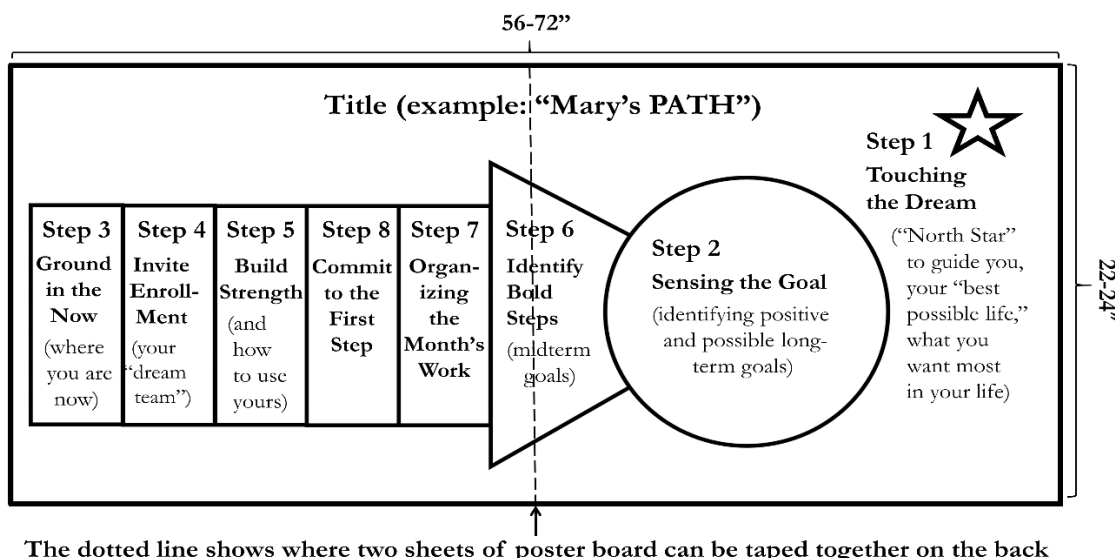 56-72”
Title (example: “Mary’s PATH”)
Step 1
Touching
the Dream
(“North Star”
to guide you,
your “best
possible life,”
what you
want most
in your life)
22-24”
Step 3
Ground
in the
Now
(where
you are
now)
Step 4
Invite
Enroll-
Ment
(your
“dream
team”)
Step 5
Build
Strength
(and
how
to use
yours)
Step 8
Commit
to the
First
Step
Step 7
Organ-
izing
the
Month’s
Work
Step 6
Identify
Bold
Steps
(midterm
goals)
Step 2
Sensing the Goal
(identifying positive
and possible long-
term goals)
The dotted line shows where two sheets of poster board can be taped together on the back